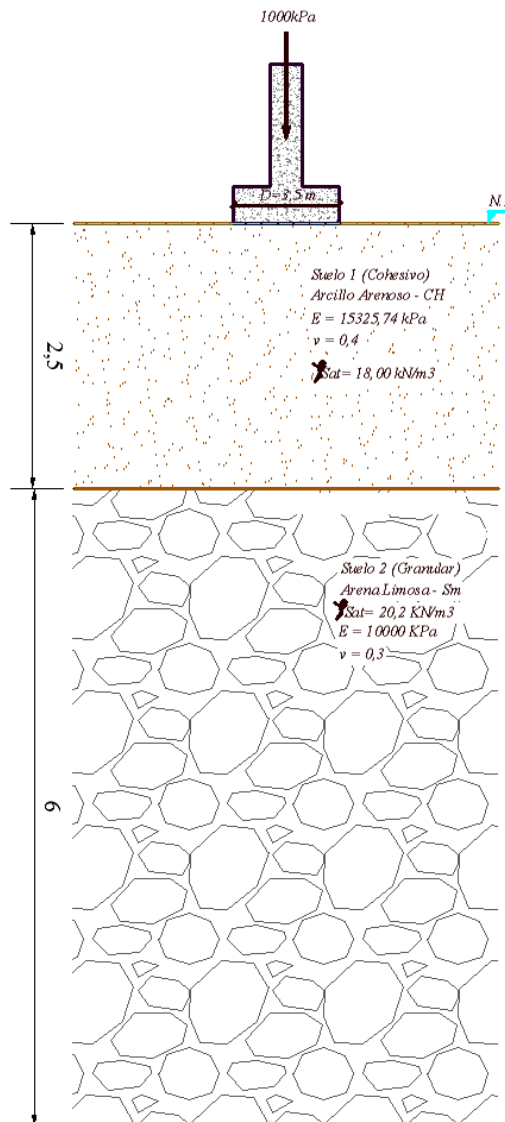 1000kPa
D=3,5 m
N.
Suelo 1 (Cohesivo)
Arcillo Arenoso - CH
E = 15325,74 kPa
v = 0,4
Sat= 18,00 kN/m3
2,5
Suelo 2 (Granular)
Arena Limosa - Sm
Sat= 20,2 KN/m3
E = 10000 KPa
v = 0,3
6